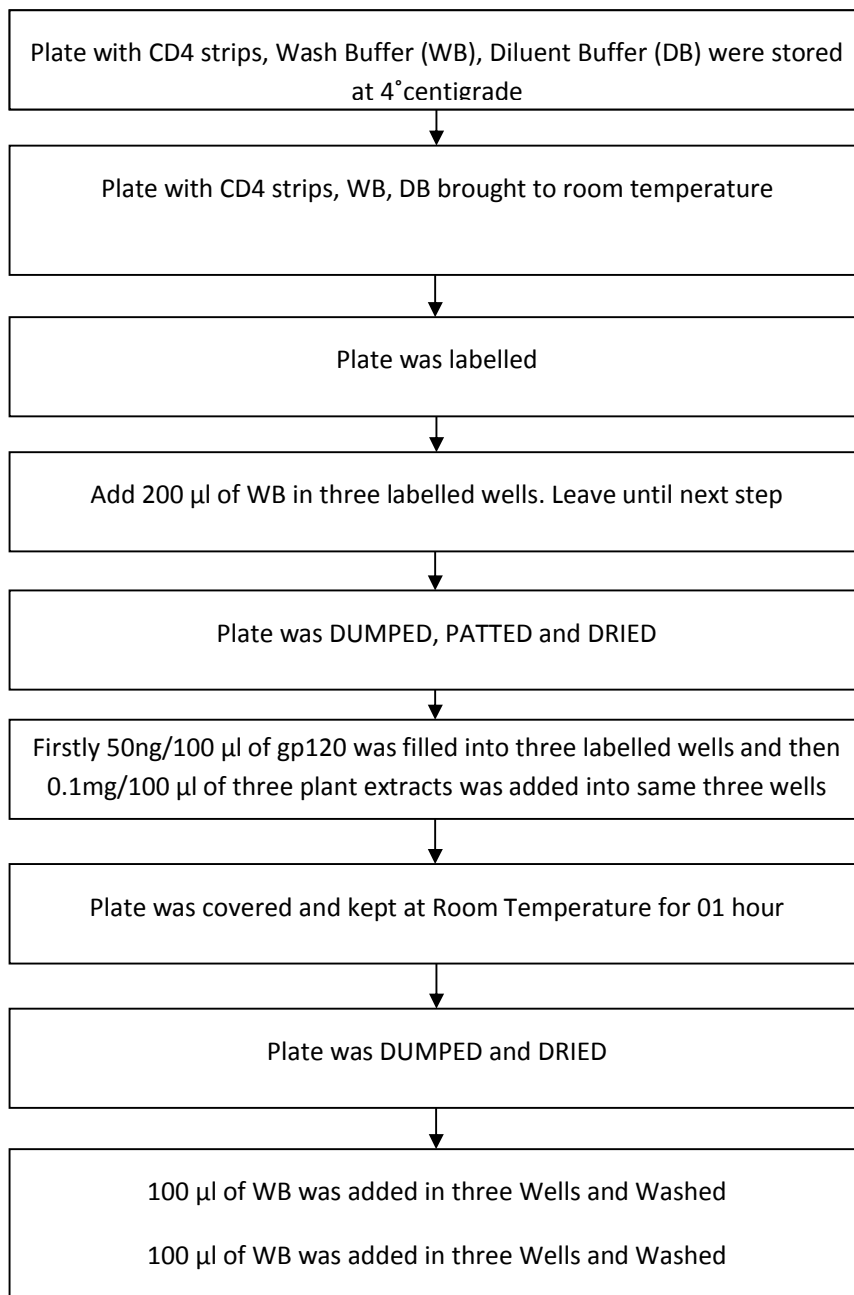 Plate with CD4 strips, Wash Buffer (WB), Diluent Buffer (DB) were stored
at 4˚centigrade
Plate with CD4 strips, WB, DB brought to room temperature
Plate was labelled
Add 200 µl of WB in three labelled wells. Leave until next step
Plate was DUMPED, PATTED and DRIED
Firstly 50ng/100 µl of gp120 was filled into three labelled wells and then
0.1mg/100 µl of three plant extracts was added into same three wells
Plate was covered and kept at Room Temperature for 01 hour
Plate was DUMPED and DRIED
100 µl of WB was added in three Wells and Washed
100 µl of WB was added in three Wells and Washed